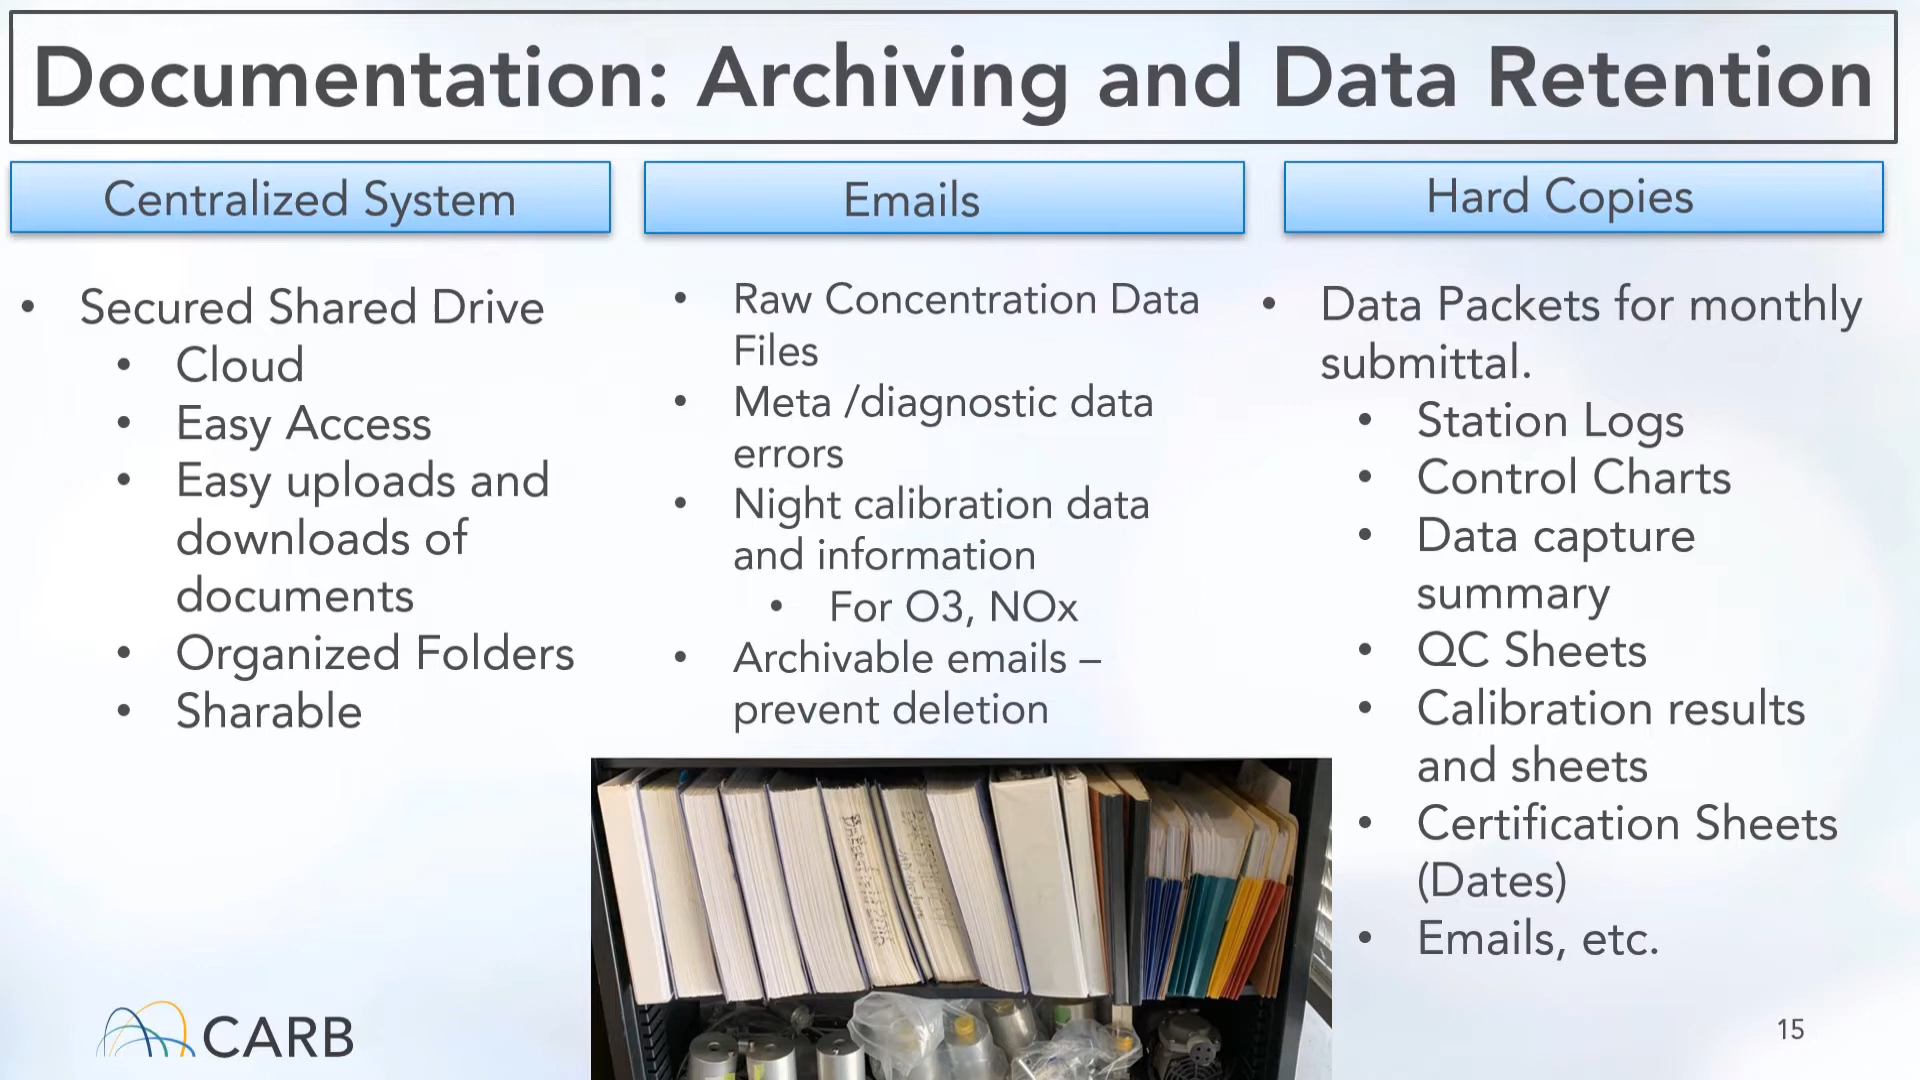 Documentation: Archiving and Data Retention
Centralized System
• Secured Shared Drive
• Cloud
• Easy Access
• Easy uploads and
downloads of
documents
• Organized Folders
• Sharable
Emails
• Raw Concentration Data
Files
• Meta /diagnostic data
errors
• Night calibration data
and information
• For O3, NOx
• Archivable emails –
prevent deletion
Hard Copies
• Data Packets for monthly
submittal.
• Station Logs
• Control Charts
• Data capture
summary
• QC Sheets
• Calibration results
and sheets
• Certification Sheets
(Dates)
• Emails, etc.
CARB
15